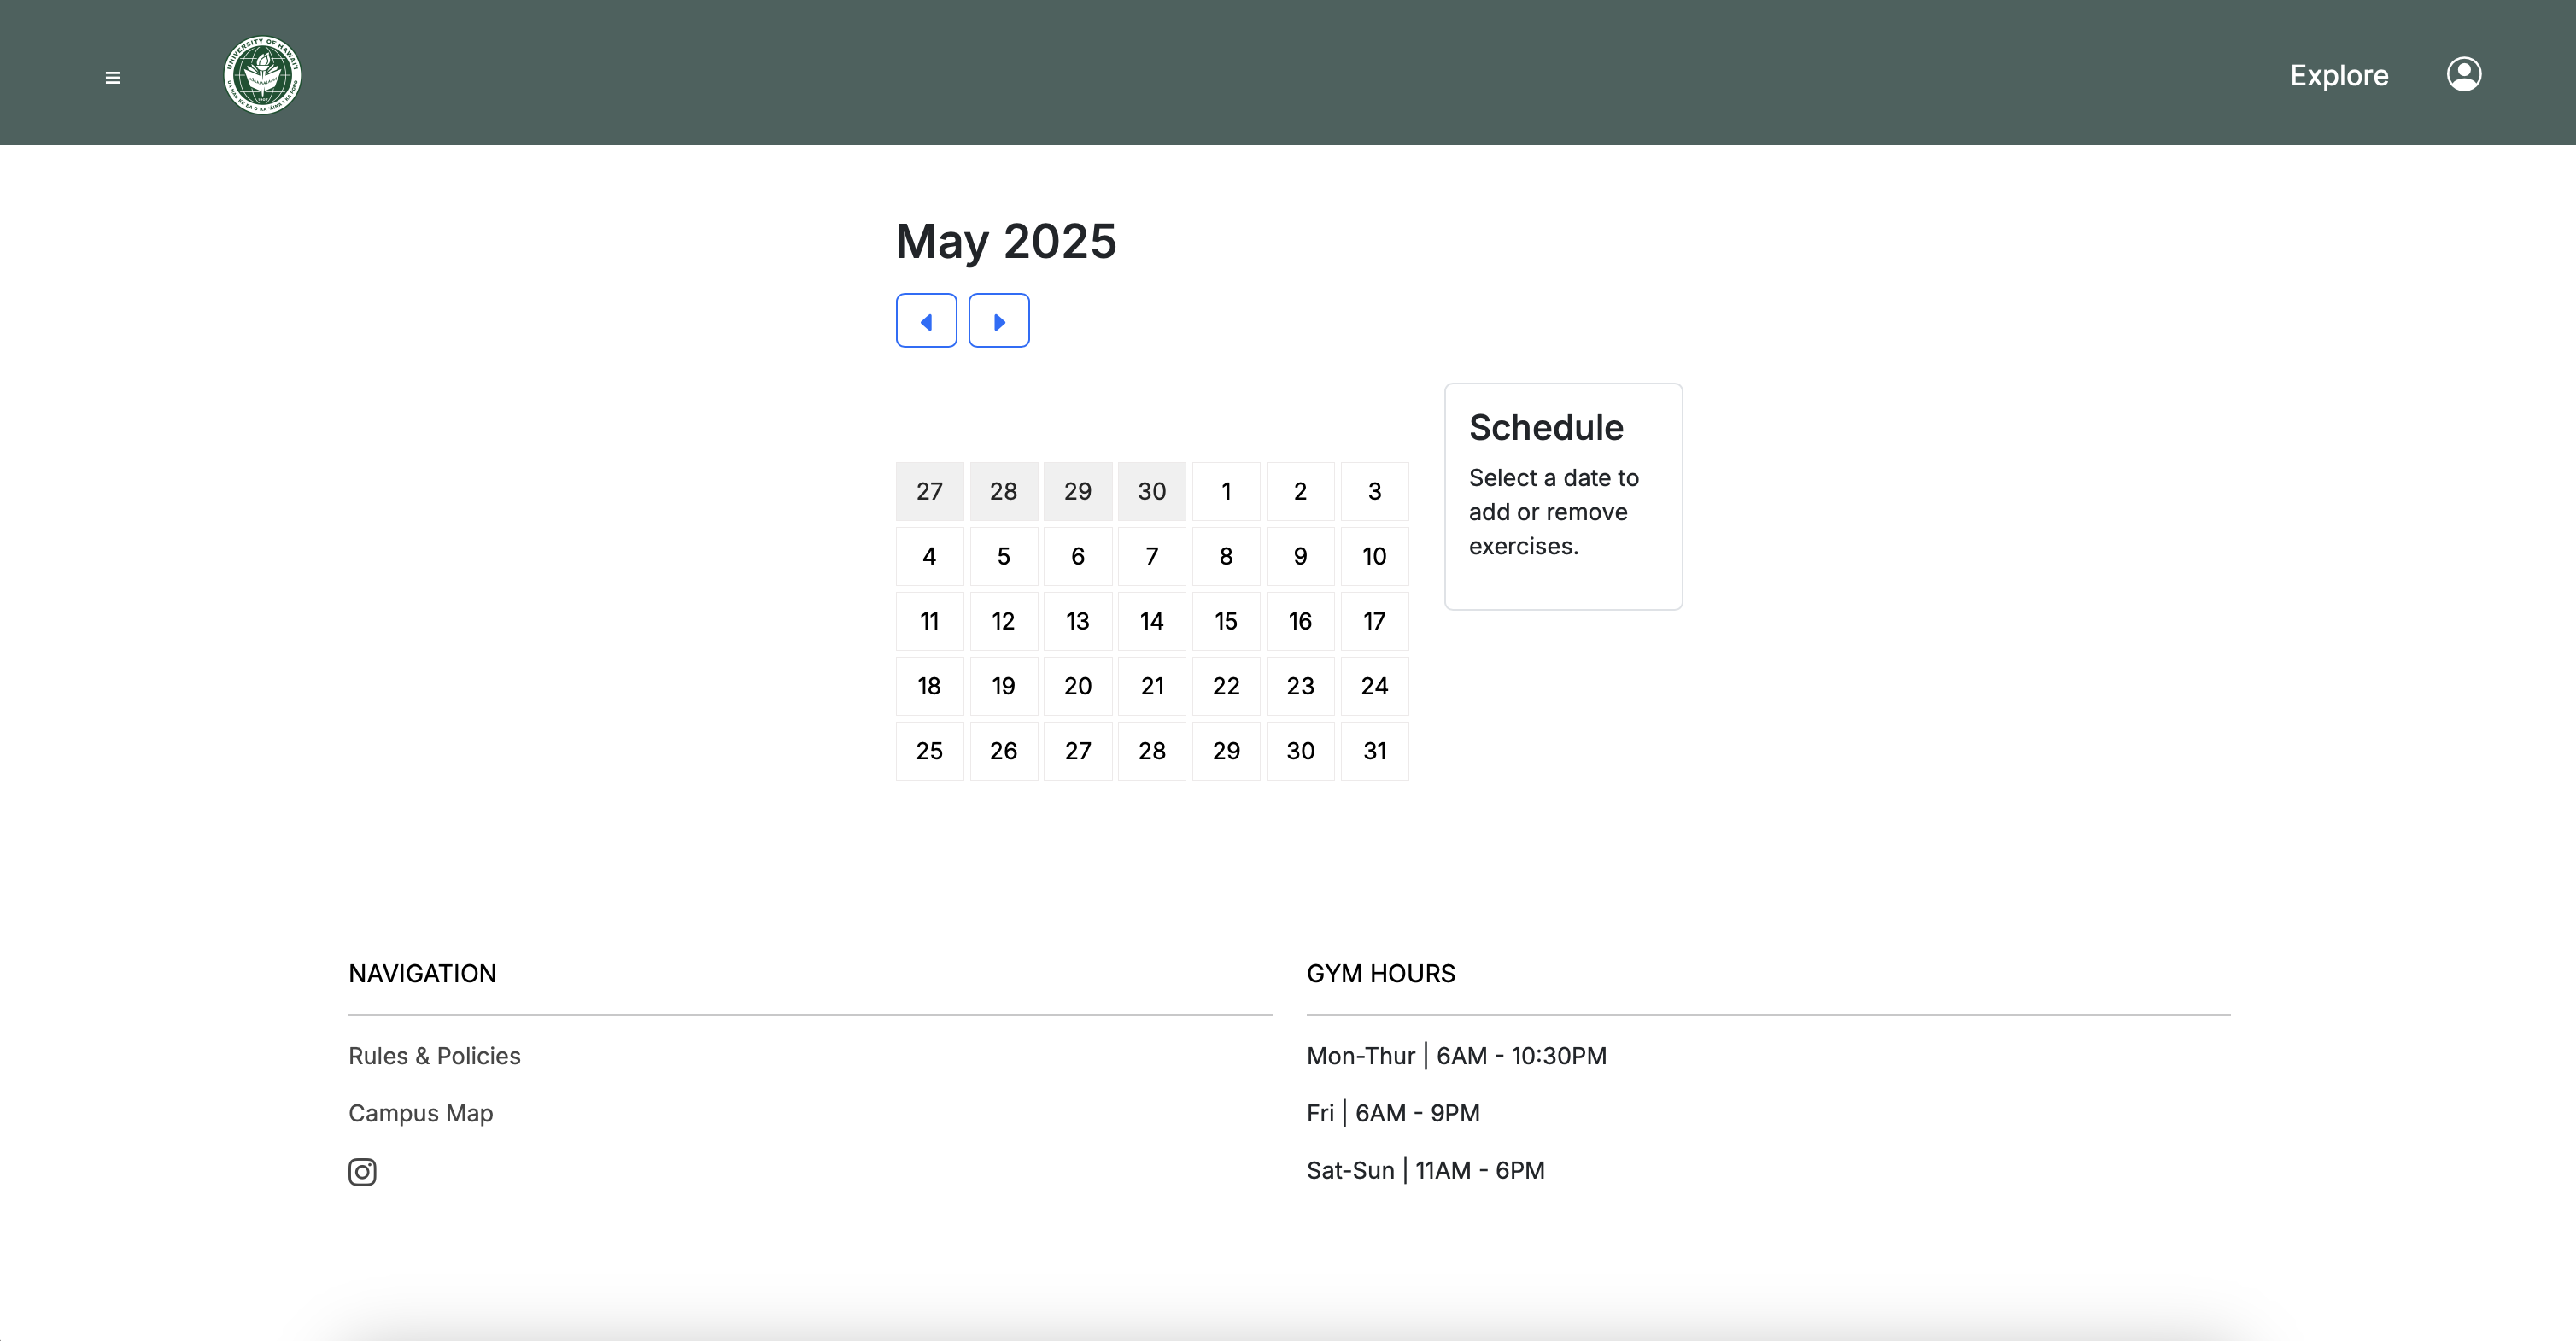 UNIVERSITY OF HAWAI'I
Explore
May 2025
Schedule
Select a date to
add or remove
exercises.
27 28 29 30 1 2 3
4 5 6 7 8 9 10
11 12 13 14 15 16 17
18 19 20 21 22 23 24
25 26 27 28 29 30 31
NAVIGATION
Rules & Policies
Campus Map
GYM HOURS
Mon-Thur | 6AM - 10:30PM
Fri | 6AM - 9PM
Sat-Sun | 11AM - 6PM